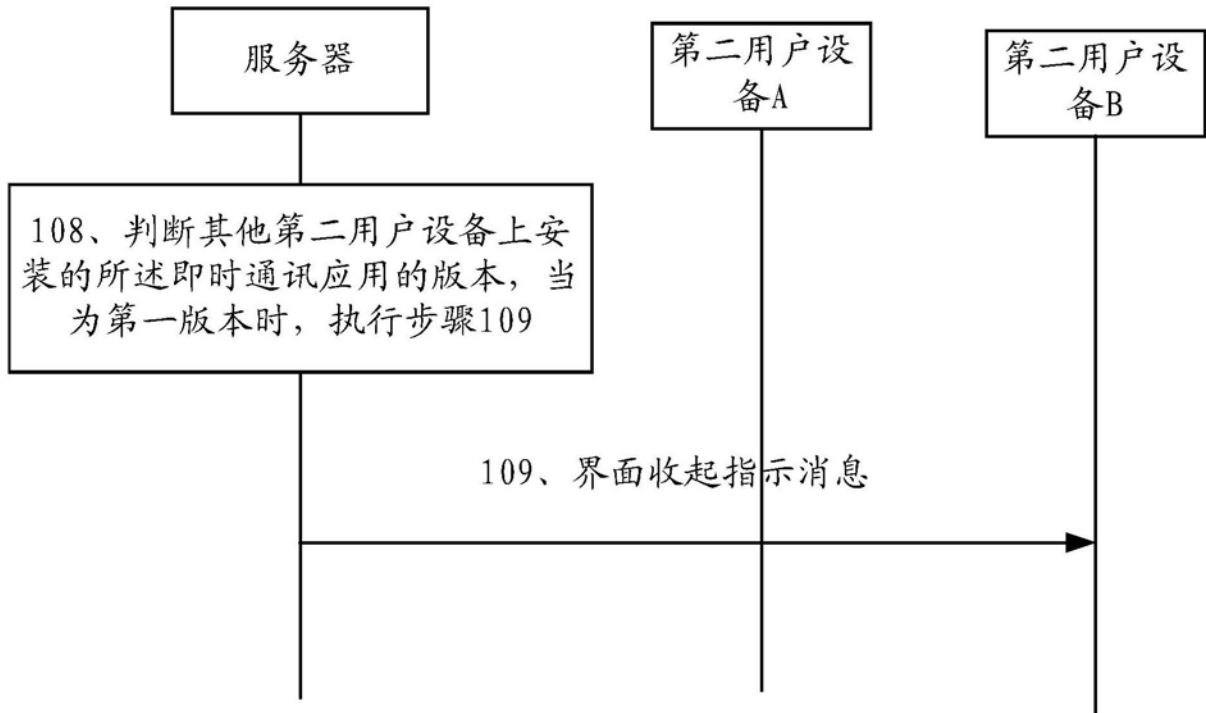 服务器
第二用户设
备A
第二用户设
备B
108、判断其他第二用户设备上安
装的所述即时通讯应用的版本，当
为第一版本时，执行步骤109
109、界面收起指示消息